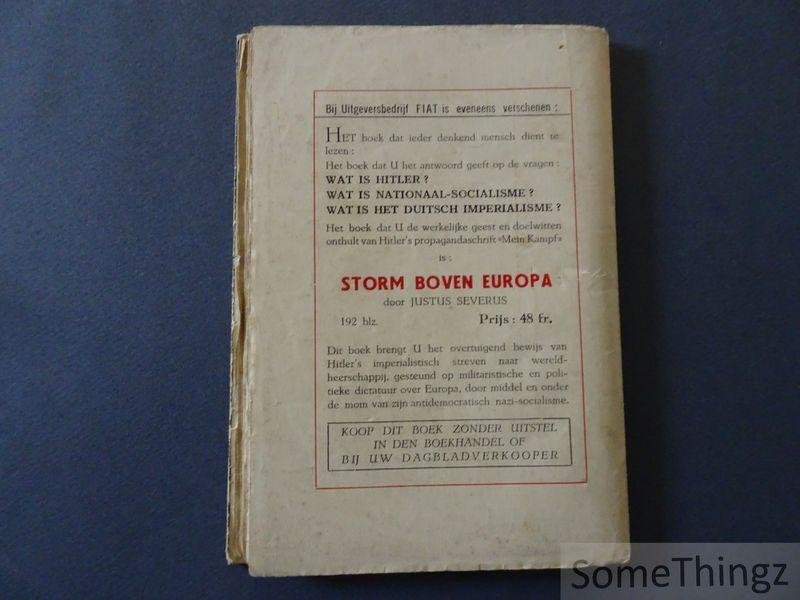 Bij Uitgeversbedrijf FIAT is eveneens verschenen :
HET boek dat ieder denkend mensch dient te
lezen :
Het boek dat U het antwoord geeft op de vragen :
WAT IS HITLER ?
WAT IS NATIONAAL-SOCIALISME ?
WAT IS HET DUITSCH IMPERIALISME ?
Het boek dat U de werkelijke geest en doelwitten
onthult van Hitler's propagandaschrift «Mein Kampf»
is :
STORM BOVEN EUROPA
door JUSTUS SEVERUS
192 blz. Prijs : 48 fr.
Dit boek brengt U het overtuigend bewijs van
Hitler's imperialistisch streven naar wereld-
heerschappij, gesteund op militaristische en poli-
tieke dictatuur over Europa, door middel en onder
de mom van zijn antidemocratisch nazi-socialisme.
KOOP DIT BOEK ZONDER UITSTEL
IN DEN BOEKHANDEL OF
BIJ UW DAGBLADVERKOOPER
SomeThingz